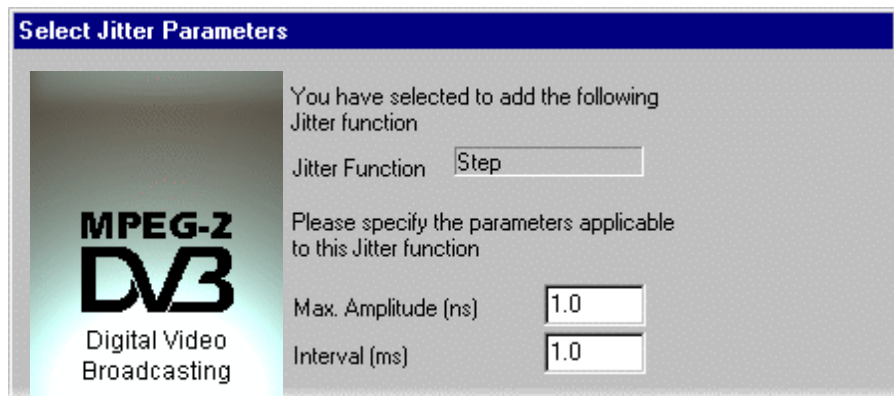 Select Jitter Parameters
You have selected to add the following
Jitter function
Jitter Function Step
Please specify the parameters applicable
to this Jitter function
Max. Amplitude (ns) 1.0
Interval (ms) 1.0
MPEG-2
DVB
Digital Video
Broadcasting